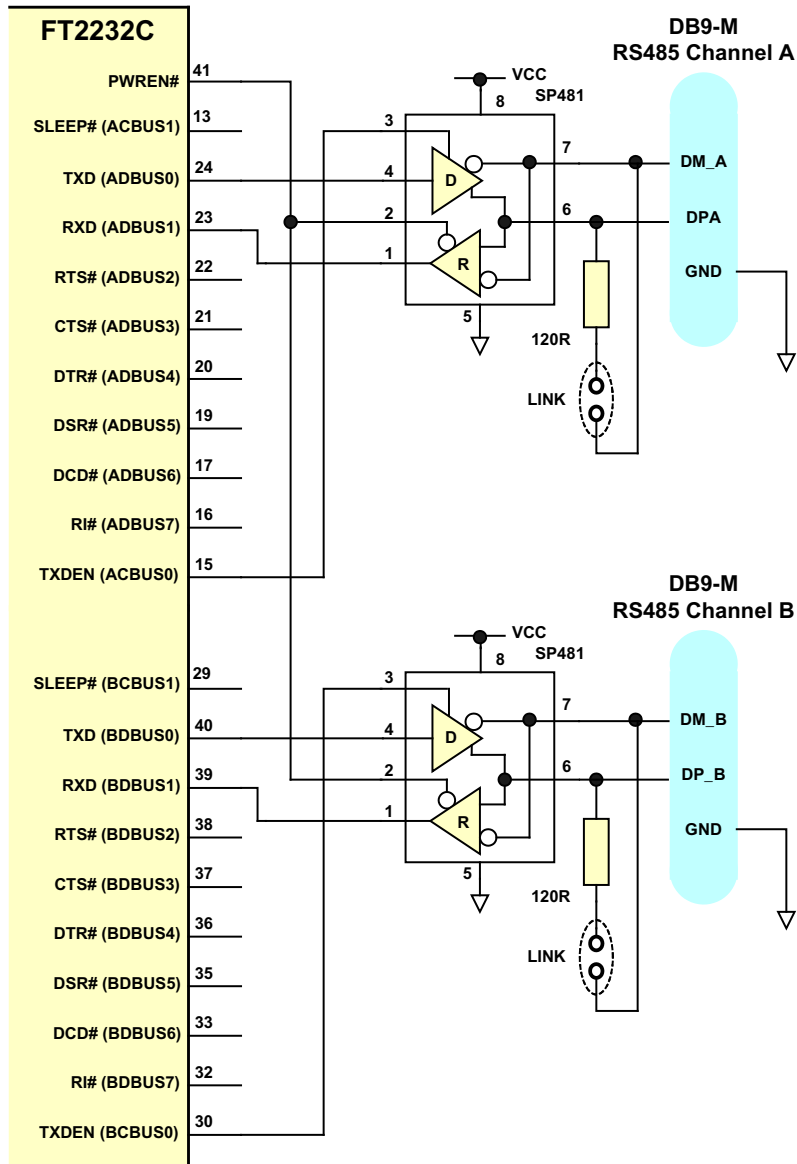 FT2232C
DB9-M
RS485 Channel A
PWREN#
41
VCC
SP481
8
SLEEP# (ACBUS1)
13
3
7
DM_A
TXD (ADBUS0)
24
4
D
RXD (ADBUS1)
23
2
6
DPA
1
R
RTS# (ADBUS2)
22
GND
CTS# (ADBUS3)
21
5
120R
DTR# (ADBUS4)
20
LINK
DSR# (ADBUS5)
19
DCD# (ADBUS6)
17
RI# (ADBUS7)
16
TXDEN (ACBUS0)
15
DB9-M
RS485 Channel B
VCC
SP481
8
SLEEP# (BCBUS1)
29
3
7
DM_B
TXD (BDBUS0)
40
4
D
RXD (BDBUS1)
39
2
6
DP_B
1
R
RTS# (BDBUS2)
38
GND
CTS# (BDBUS3)
37
5
120R
DTR# (BDBUS4)
36
LINK
DSR# (BDBUS5)
35
DCD# (BDBUS6)
33
RI# (BDBUS7)
32
TXDEN (BCBUS0)
30